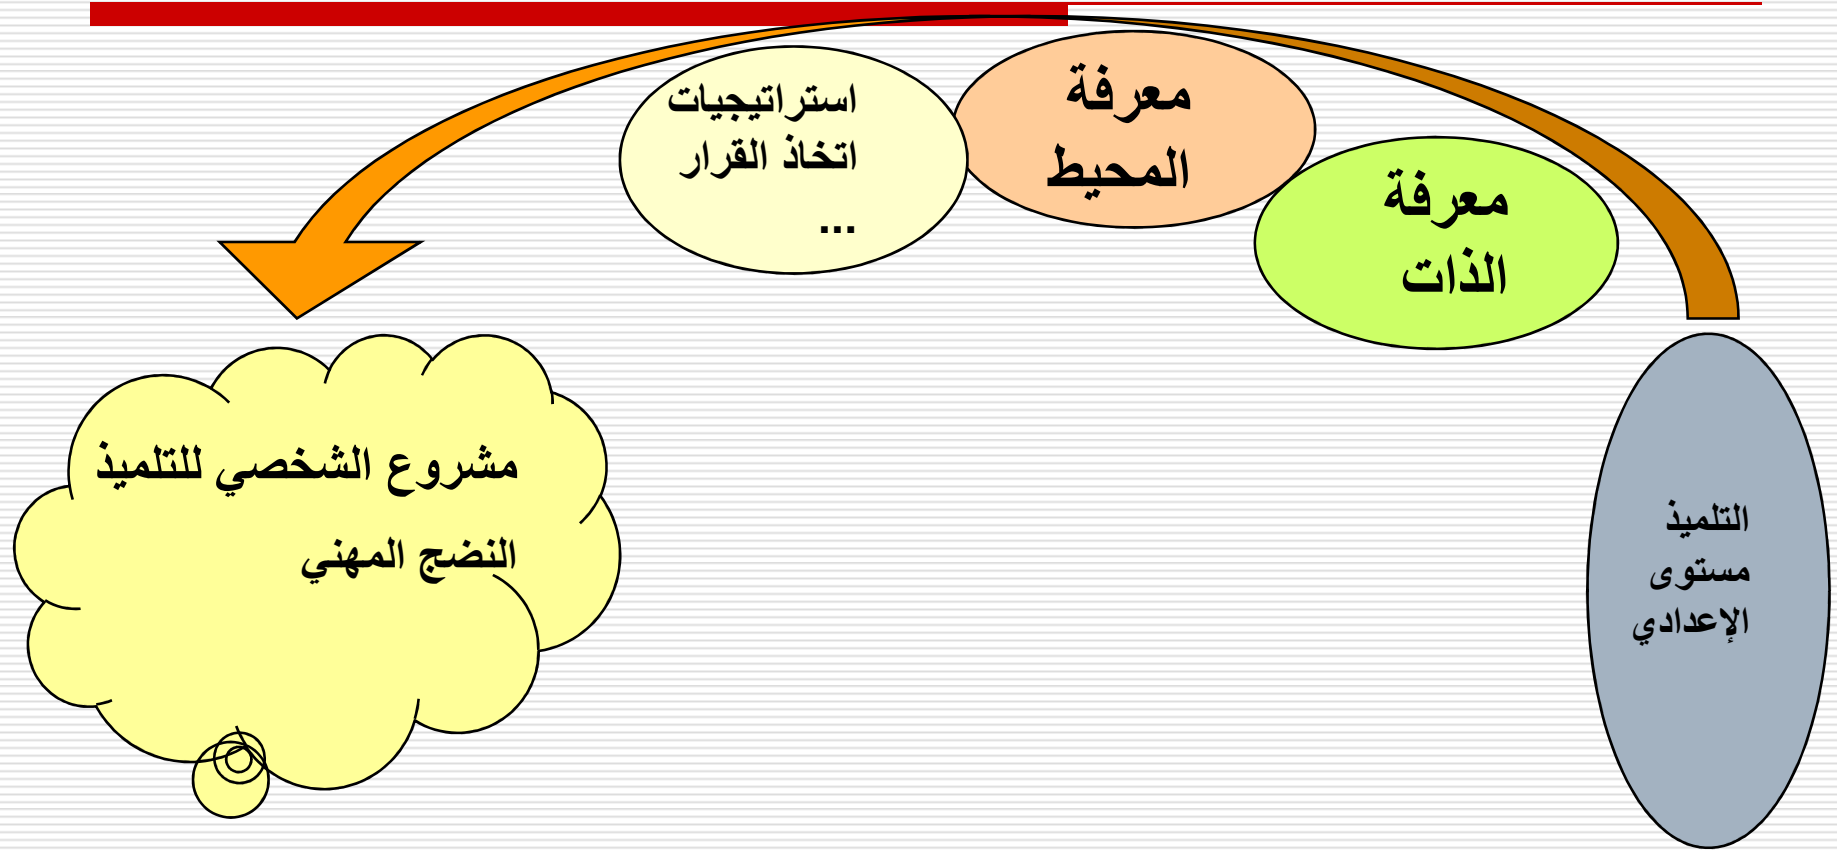 التلميذ
مستوى
الإعدادي
معرفة
الذات
معرفة
المحيط
استراتيجيات
اتخاذ القرار
...
مشروع الشخصي للتلميذ
النضج المهني